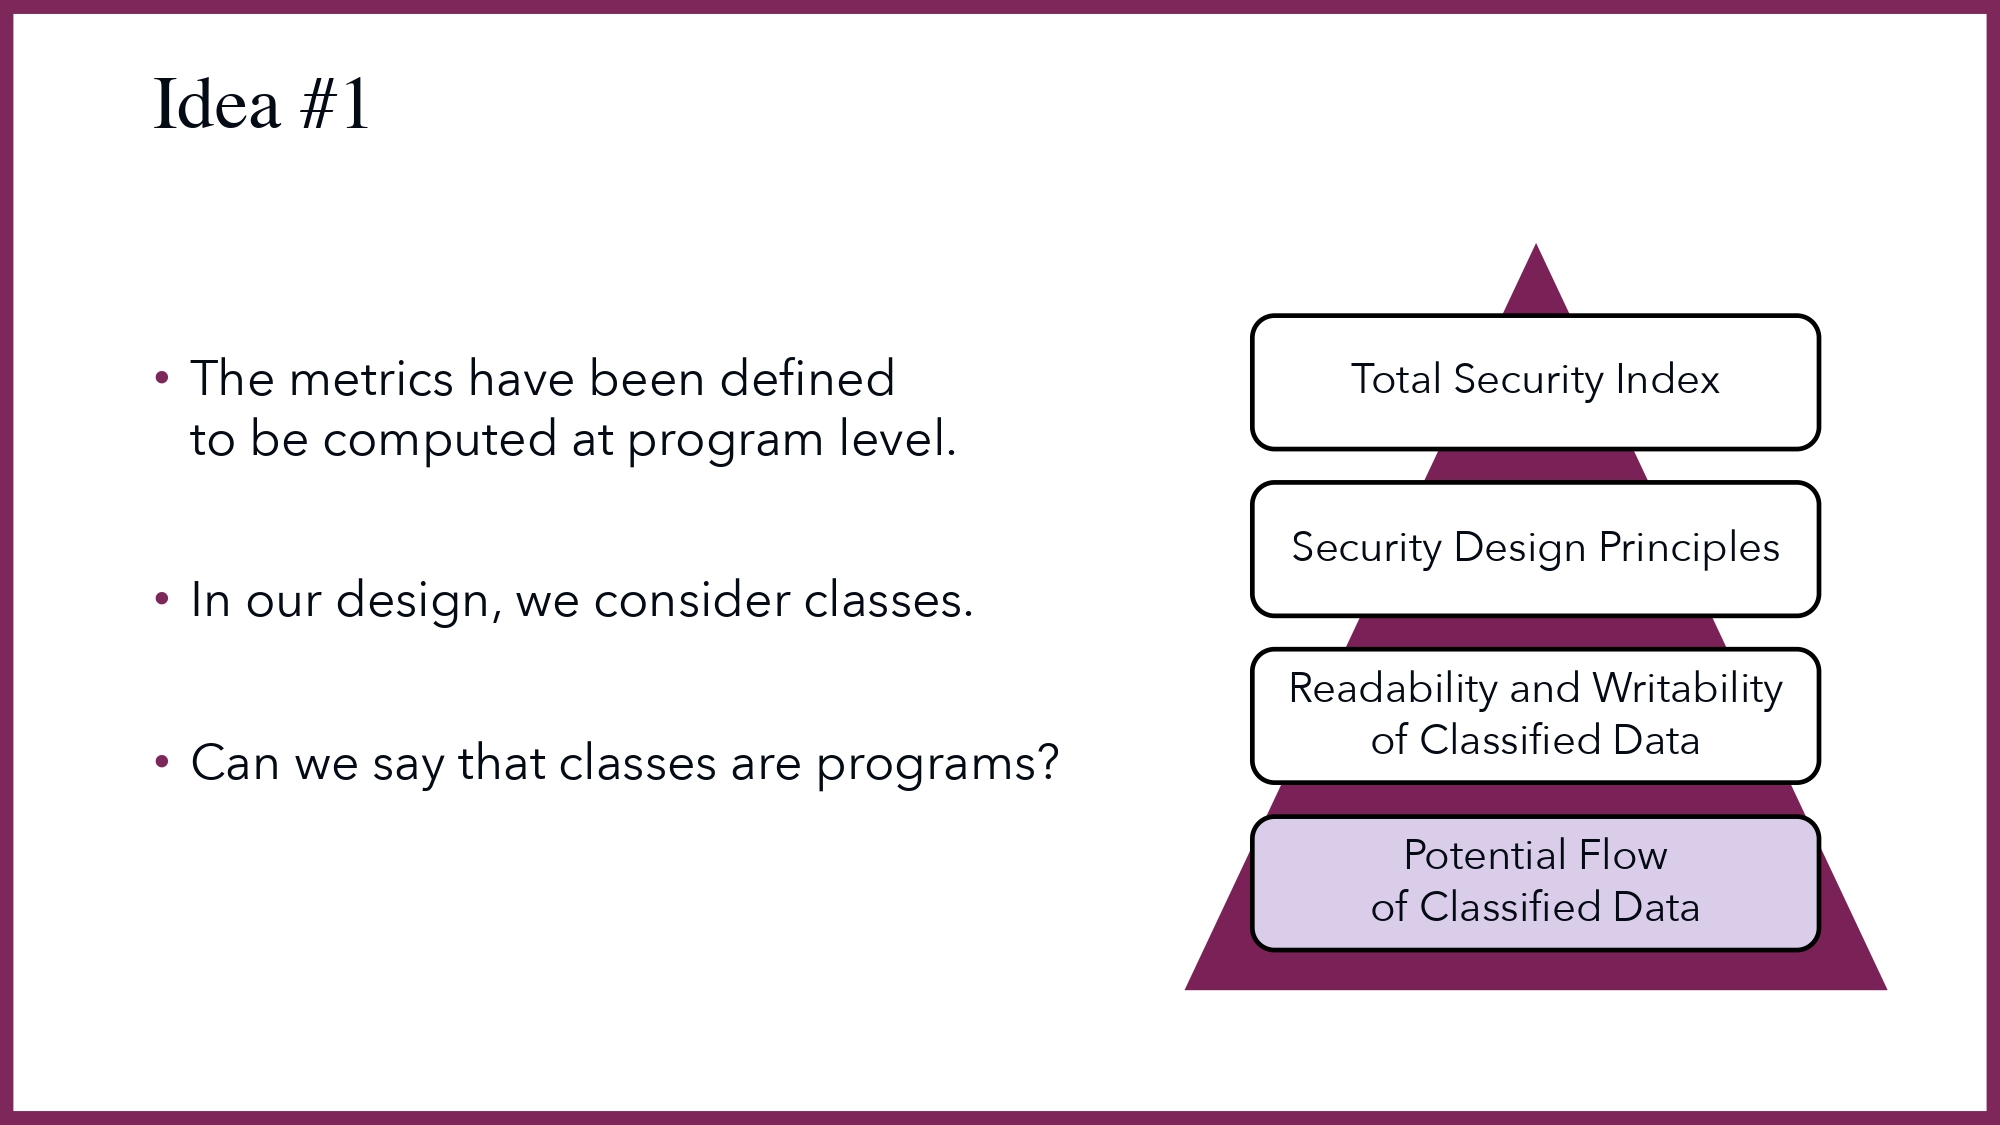 Idea #1
• The metrics have been defined
to be computed at program level.
• In our design, we consider classes.
• Can we say that classes are programs?
Total Security Index
Security Design Principles
Readability and Writability
of Classified Data
Potential Flow
of Classified Data